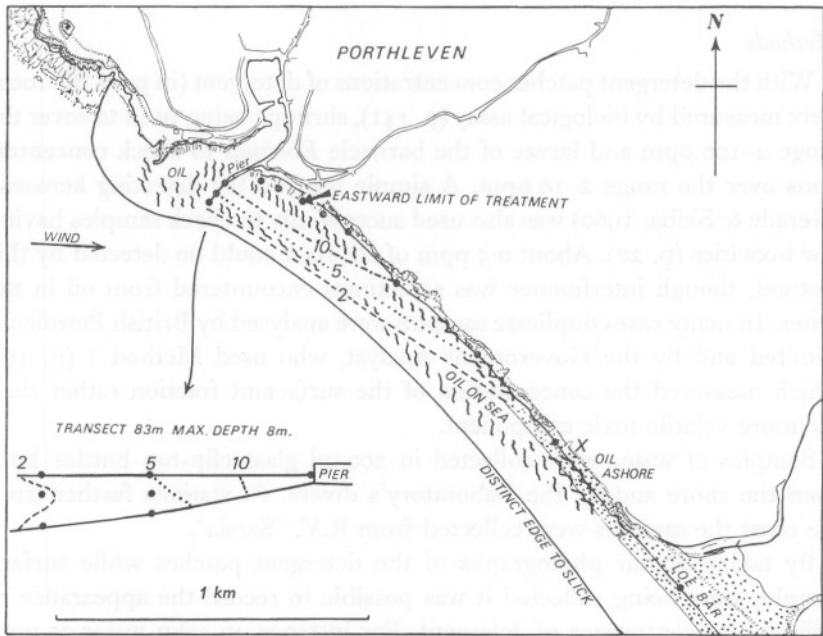 PORTHLEVEN
N
OIL
Pier
EASTWARD LIMIT OF TREATMENT
WIND
10
5
2
OIL ON SEA
TRANSECT 83m MAX. DEPTH 8m.
2
5
10
PIER
X
OIL
ASHORE
DISTINCT EDGE TO SLICK
LOE BAR
1 km